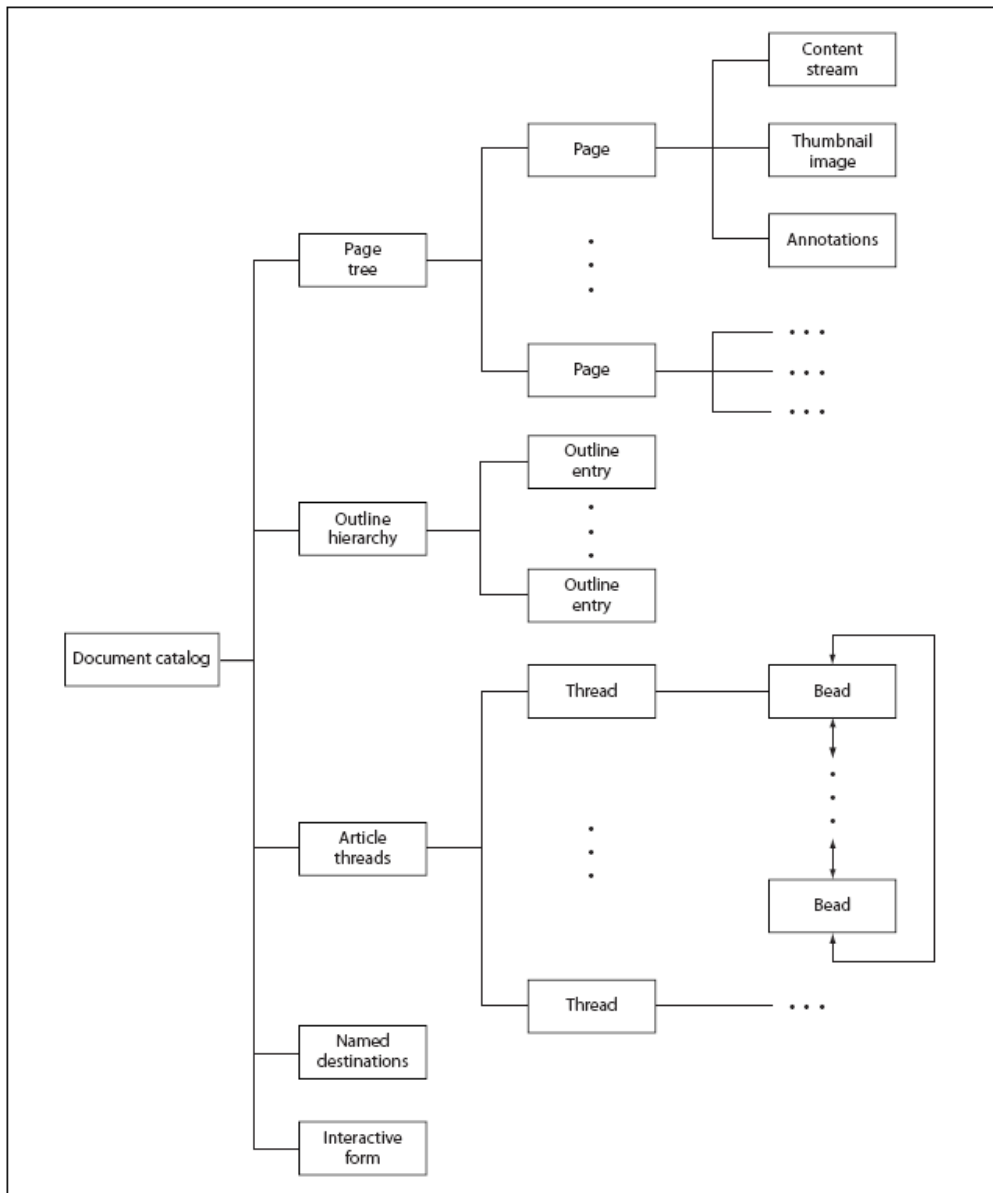 Content
stream
Page
Thumbnail
image
Annotations
Page
tree
Page
Outline
entry
Outline
hierarchy
Outline
entry
Document catalog
Thread
Bead
Article
threads
Bead
Thread
Named
destinations
Interactive
form